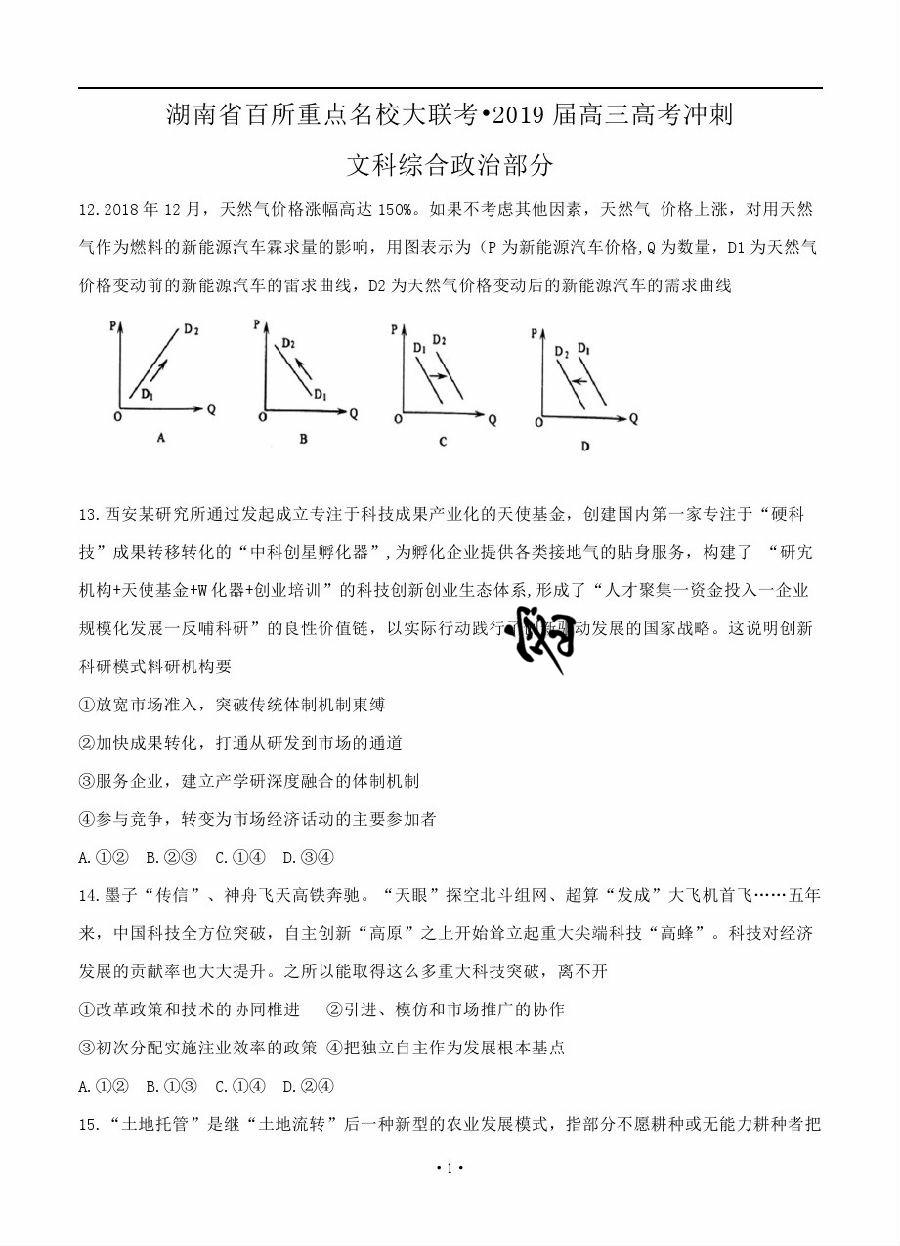 湖南省百所重点名校大联考•2019 届高三高考冲刺
文科综合政治部分
12.2018 年 12 月，天然气价格涨幅高达 150%。如果不考虑其他因素，天然气 价格上涨，对用天然
气作为燃料的新能源汽车霖求量的影响，用图表示为（P 为新能源汽车价格,Q 为数量，D1 为天然气
价格变动前的新能源汽车的雷求曲线，D2 为大然气价格变动后的新能源汽车的需求曲线
P D2 D1 O Q A
P D2 D1 O Q B
P D1 D2 O Q C
P D2 D1 O Q D
13. 西安某研究所通过发起成立专注于科技成果产业化的天使基金，创建国内第一家专注于“硬科
技”成果转移转化的“中科创星孵化器”,为孵化企业提供各类接地气的贴身服务，构建了 “研宄
机构+天使基金+W 化器+创业培训”的科技创新创业生态体系,形成了“人才聚集一资金投入一企业
规模化发展一反哺科研”的良性价值链，以实际行动践行了创新驱动发展的国家战略。这说明创新
科研模式料研机构要
①放宽市场准入，突破传统体制机制束缚
②加快成果转化，打通从研发到市场的通道
③服务企业，建立产学研深度融合的体制机制
④参与竞争，转变为市场经济话动的主要参加者
A.①② B.②③ C.①④ D.③④
14. 墨子“传信”、神舟飞天高铁奔驰。“天眼”探空北斗组网、超算“发成”大飞机首飞……五年
来，中国科技全方位突破，自主创新“高原”之上开始耸立起重大尖端科技“高蜂”。科技对经济
发展的贡献率也大大提升。之所以能取得这么多重大科技突破，离不开
①改革政策和技术的协同椎进 ②引进、模仿和市场推广的协作
③初次分配实施注业效率的政策 ④把独立自主作为发展根本基点
A.①② B.①③ C.①④ D.②④
15. “土地托管”是继“土地流转”后一种新型的农业发展模式，指部分不愿耕种或无能力耕种者把
• 1 •